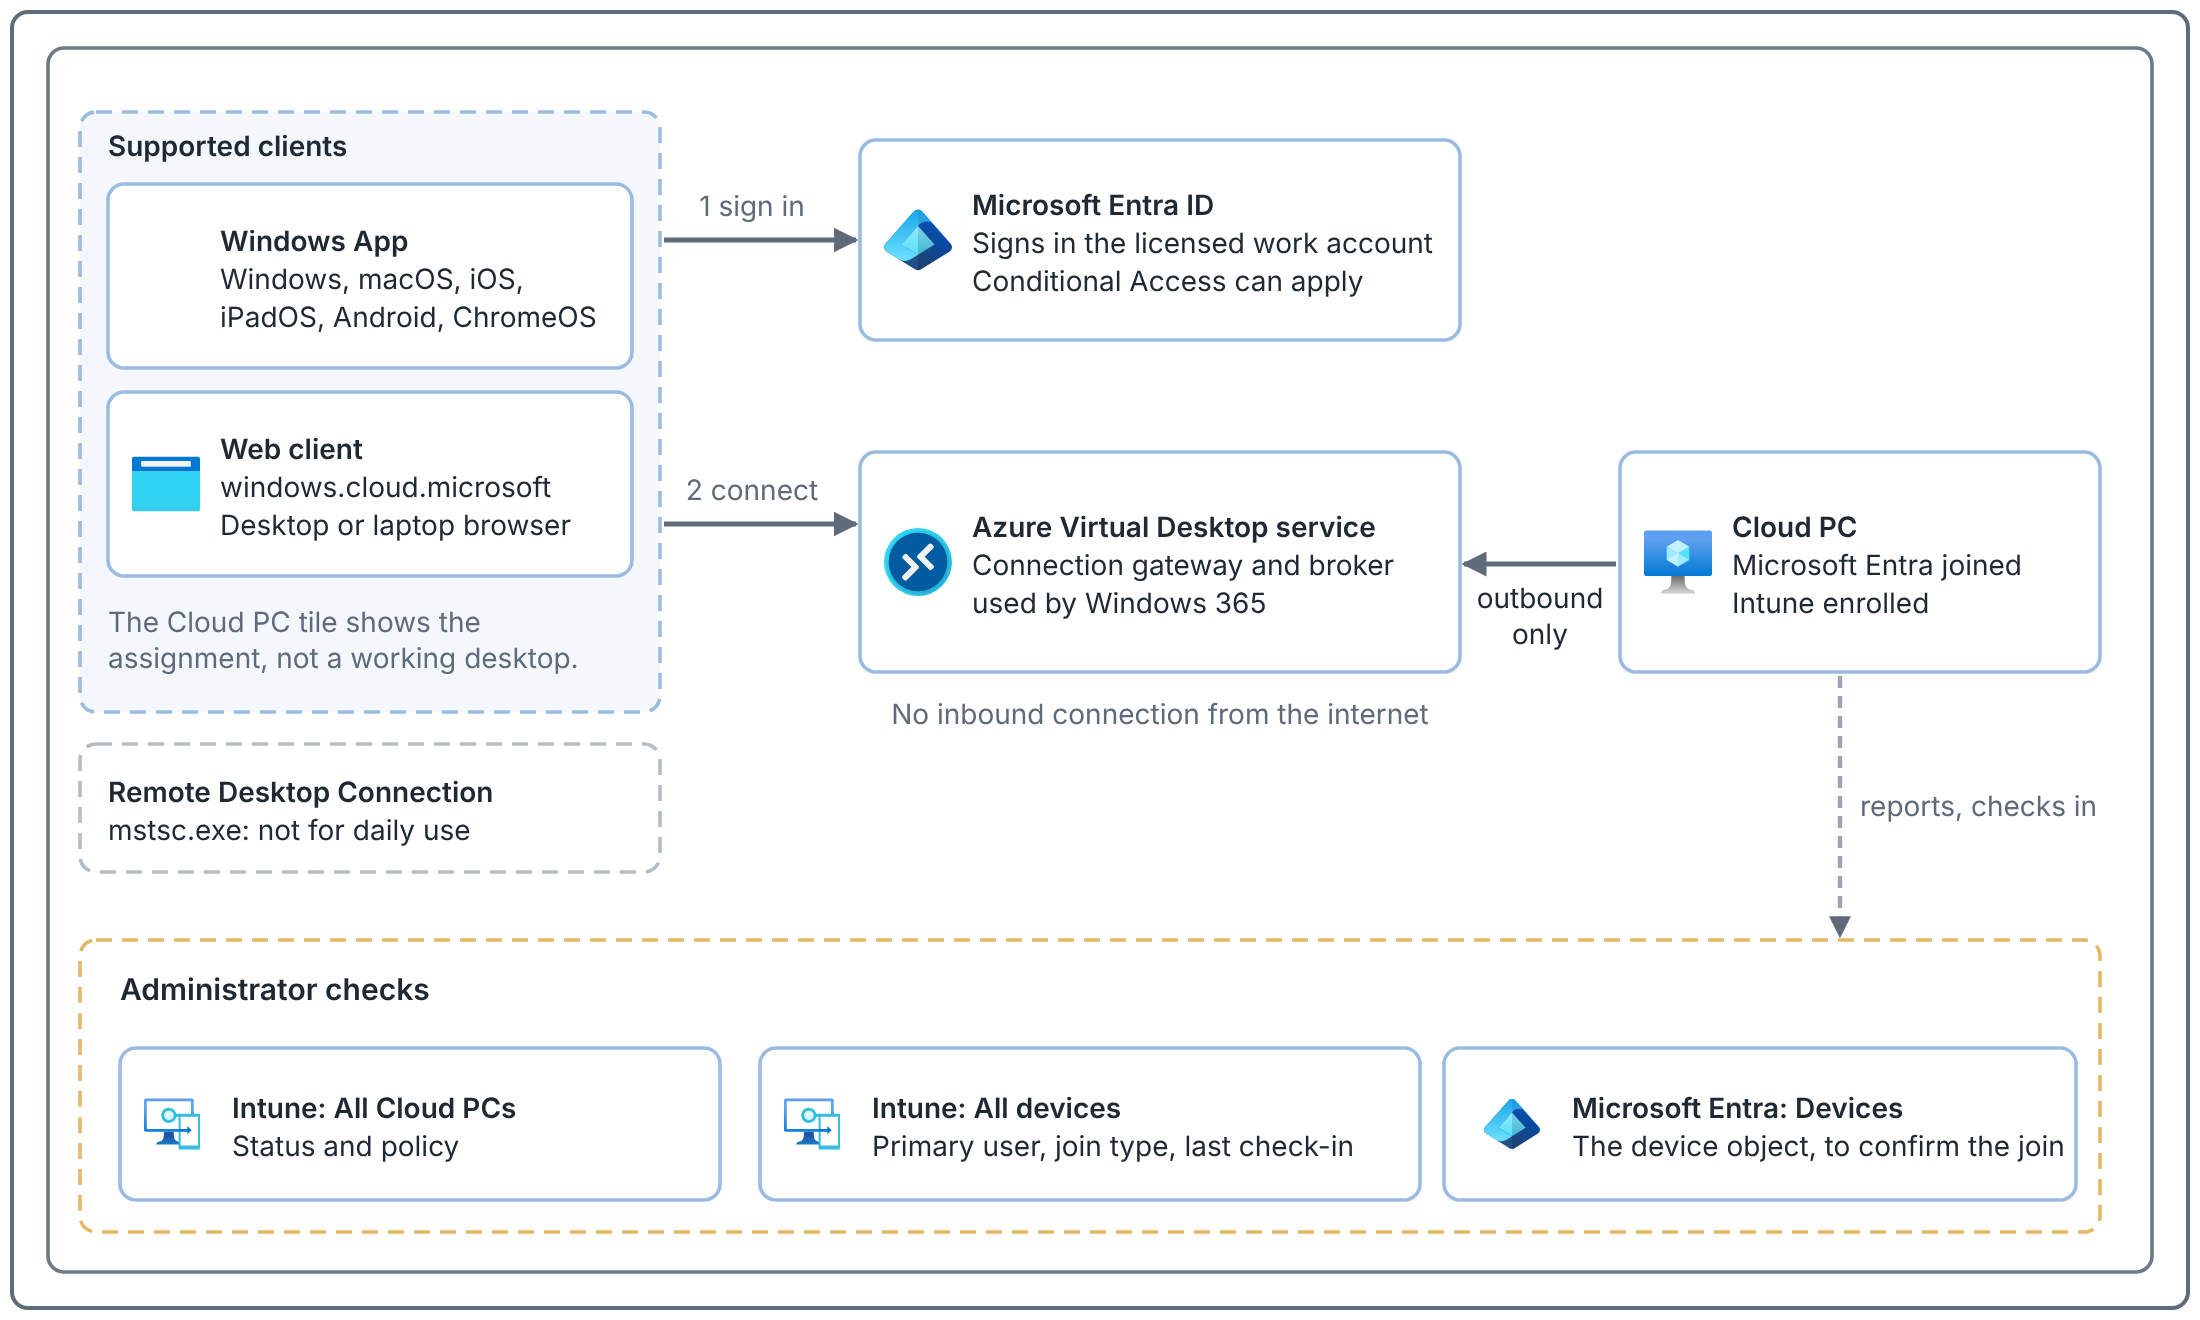 Supported clients
Windows App
Windows, macOS, iOS,
iPadOS, Android, ChromeOS
Web client
windows.cloud.microsoft
Desktop or laptop browser
The Cloud PC tile shows the
assignment, not a working desktop.
Remote Desktop Connection
mstsc.exe: not for daily use
1 sign in
2 connect
Microsoft Entra ID
Signs in the licensed work account
Conditional Access can apply
Azure Virtual Desktop service
Connection gateway and broker
used by Windows 365
No inbound connection from the internet
outbound
only
Cloud PC
Microsoft Entra joined
Intune enrolled
reports, checks in
Administrator checks
Intune: All Cloud PCs
Status and policy
Intune: All devices
Primary user, join type, last check-in
Microsoft Entra: Devices
The device object, to confirm the join